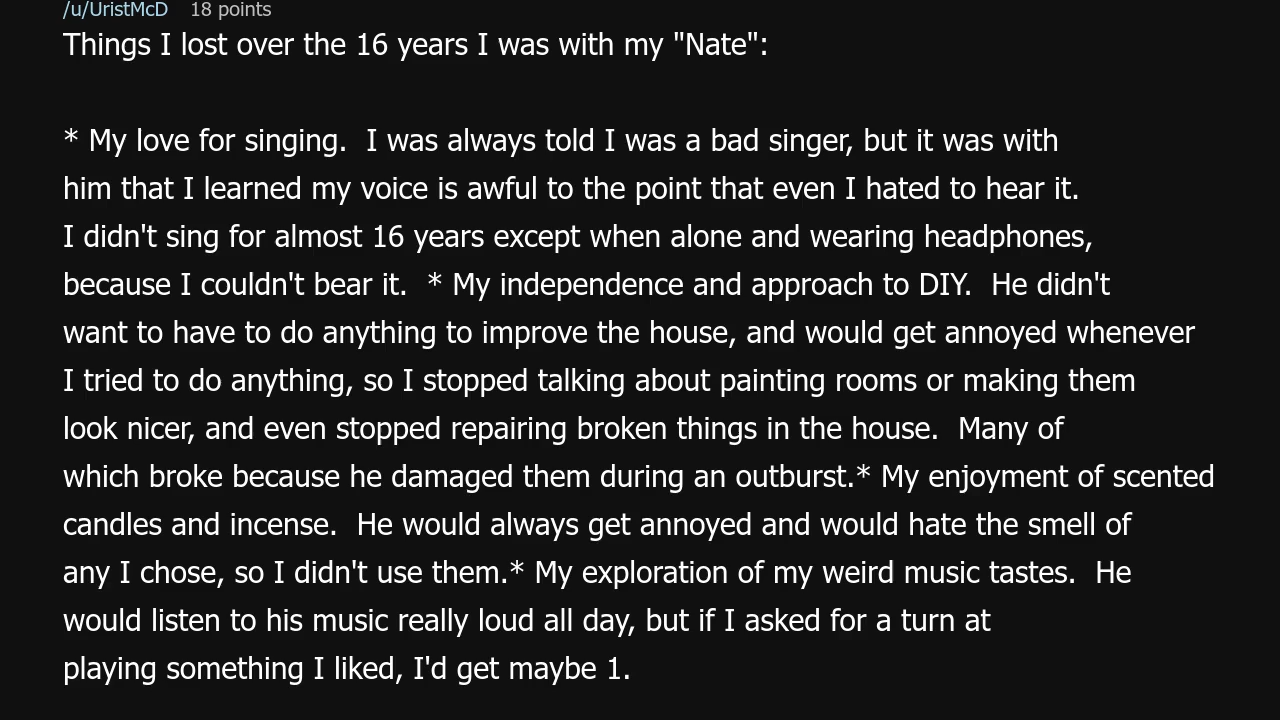 /u/UristMcD 18 points
Things I lost over the 16 years I was with my "Nate":
* My love for singing.  I was always told I was a bad singer, but it was with
him that I learned my voice is awful to the point that even I hated to hear it.
I didn't sing for almost 16 years except when alone and wearing headphones,
because I couldn't bear it.  * My independence and approach to DIY.  He didn't
want to have to do anything to improve the house, and would get annoyed whenever
I tried to do anything, so I stopped talking about painting rooms or making them
look nicer, and even stopped repairing broken things in the house.  Many of
which broke because he damaged them during an outburst.* My enjoyment of scented
candles and incense.  He would always get annoyed and would hate the smell of
any I chose, so I didn't use them.* My exploration of my weird music tastes.  He
would listen to his music really loud all day, but if I asked for a turn at
playing something I liked, I'd get maybe 1.